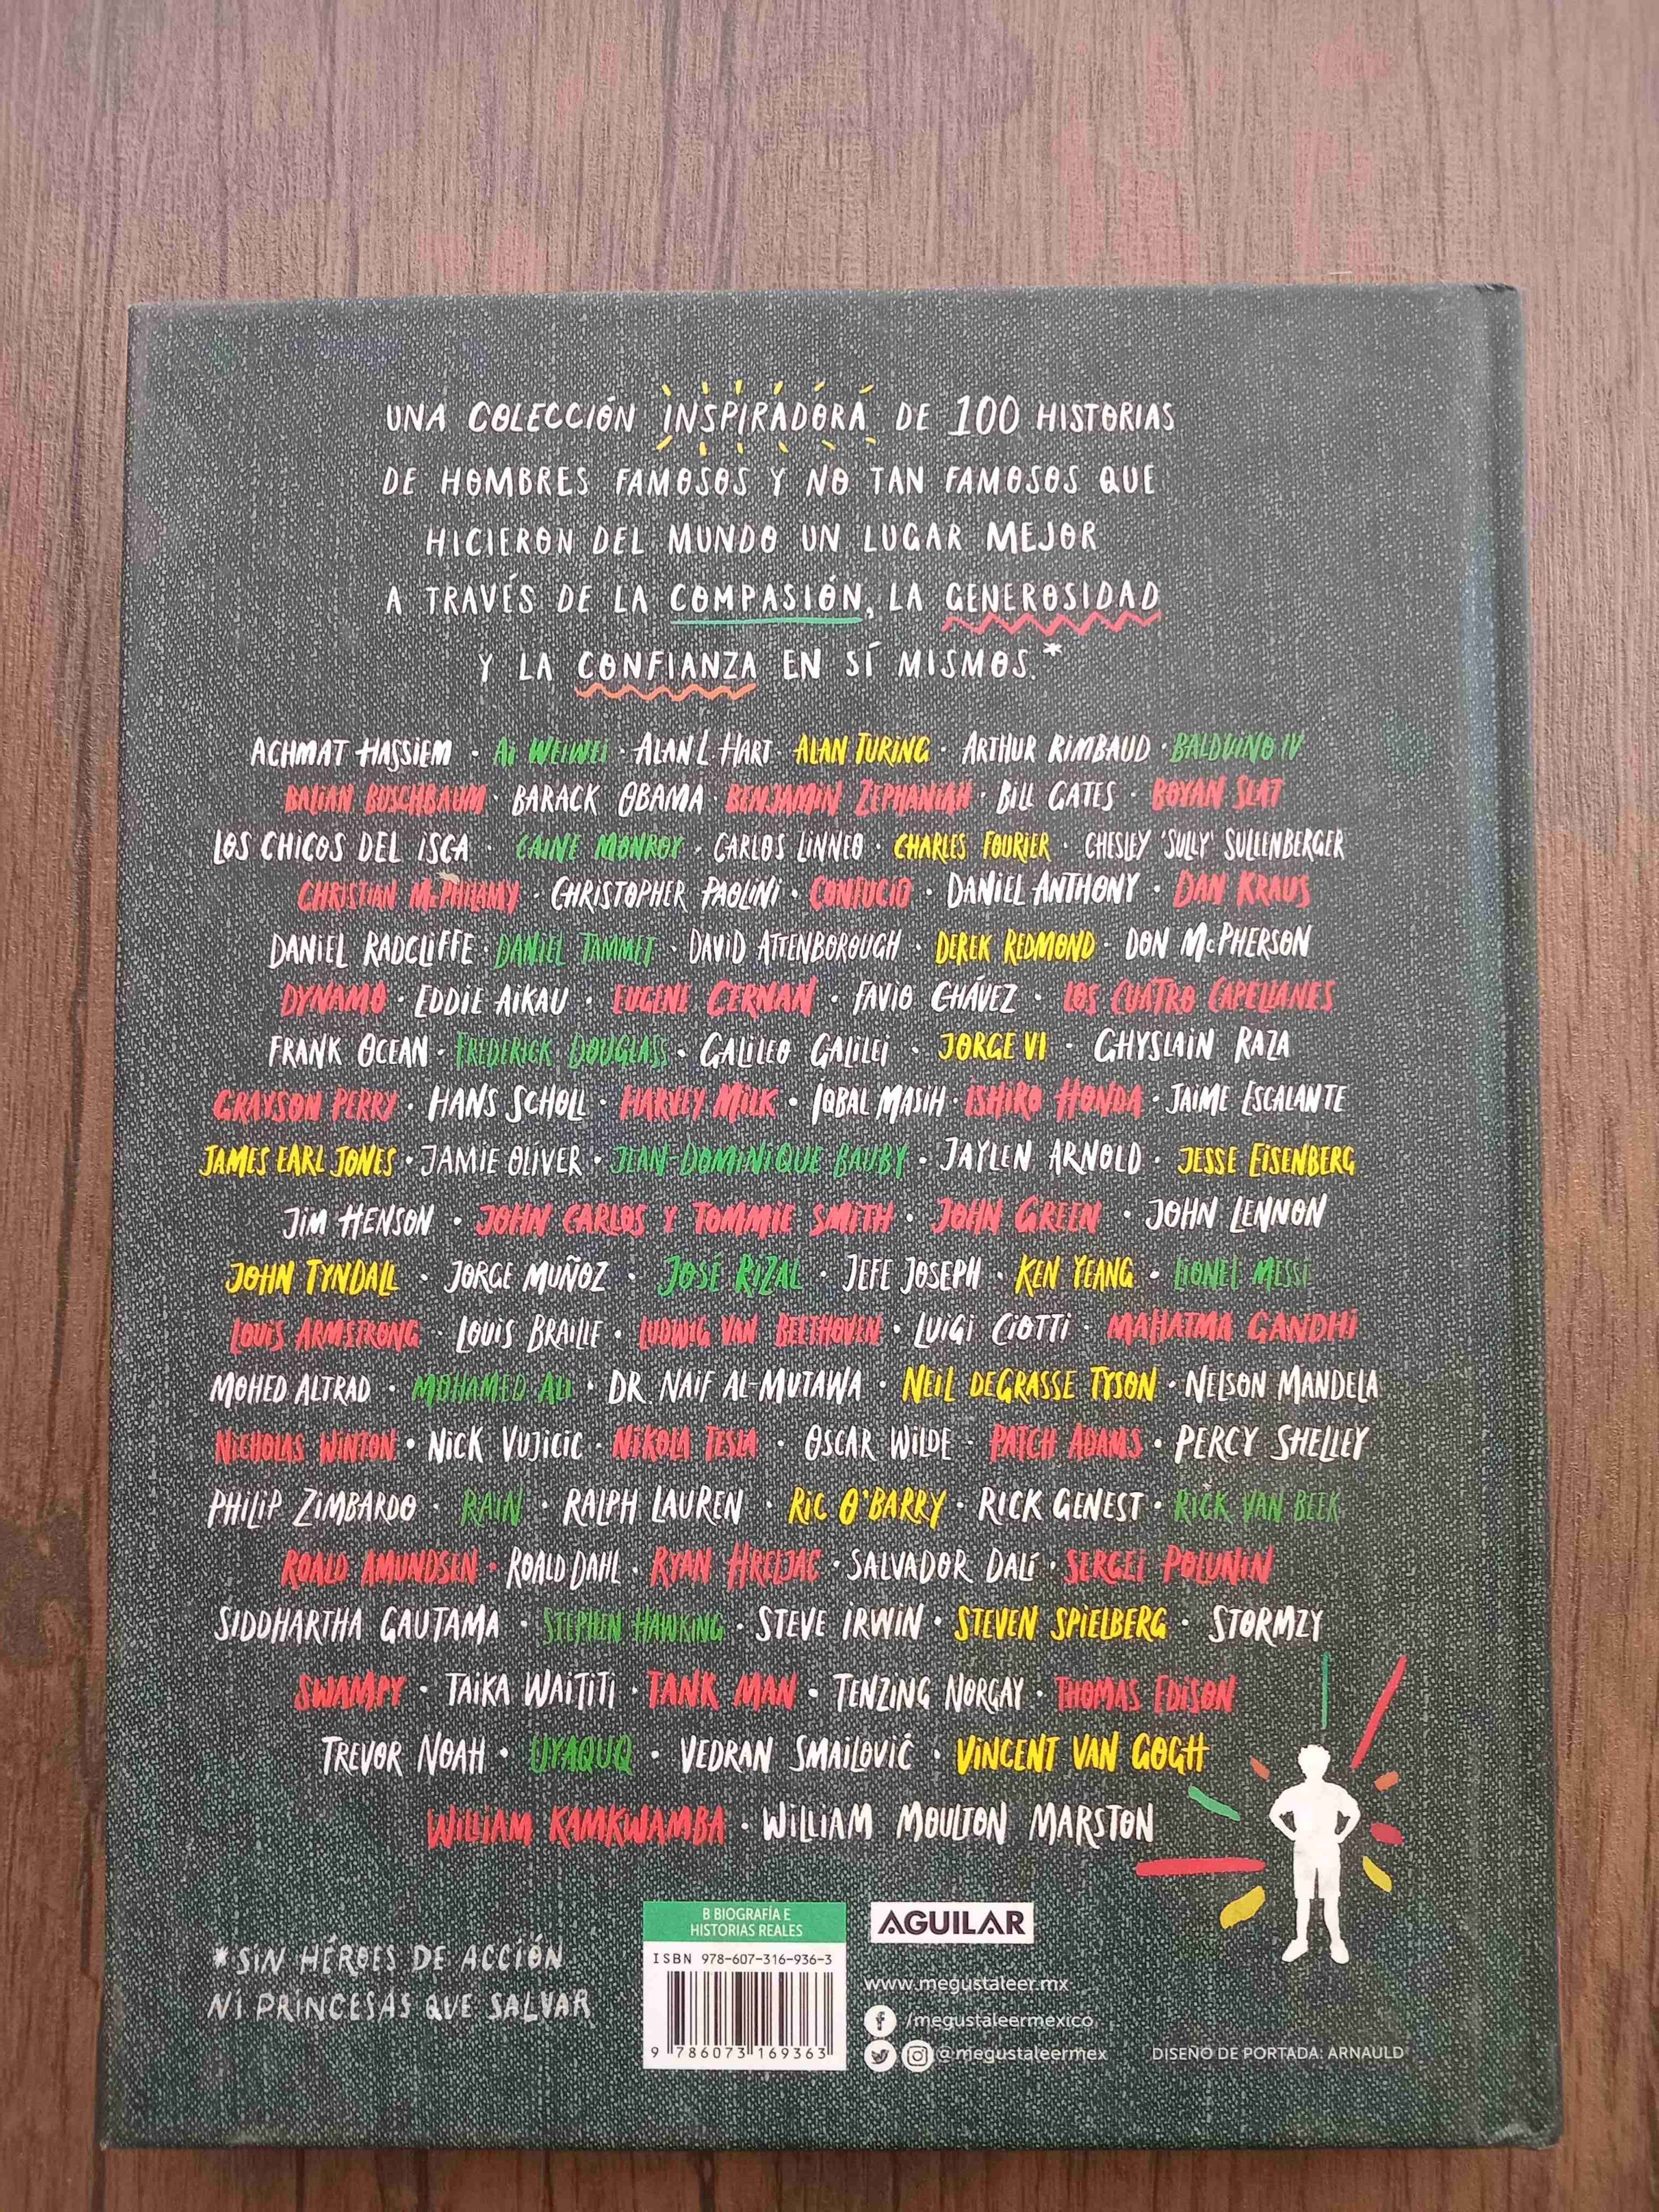 UNA COLECCIÓN INSPIRADORA DE 100 HISTORIAS
DE HOMBRES FAMOSOS Y NO TAN FAMOSOS QUE
HICIERON DEL MUNDO UN LUGAR MEJOR
A TRAVÉS DE LA COMPASIÓN, LA GENEROSIDAD
Y LA CONFIANZA EN SÍ MISMOS.*
ACHMAT HASSIEM · AI WEIWEI · ALAN L HART · ALAN TURING · ARTHUR RIMBAUD · BALDUINO IV
BALIAN BUSCHBAUM · BARACK OBAMA · BENJAMIN ZEPHANIAH · BILL GATES · BOYAN SLAT
LOS CHICOS DEL ISCA · CAINE MONROY · CARLOS LINNEO · CHARLES FOURIER · CHESLEY 'SULLY' SULLENBERGER
CHRISTIAN McPHILAMY · CHRISTOPHER PAOLINI · CONFUCIO · DANIEL ANTHONY · DAN KRAUS
DANIEL RADCLIFFE · DANIEL TAMMET · DAVID ATTENBOROUGH · DEREK REDMOND · DON McPHERSON
DYNAMO · EDDIE AIKAU · EUGENE CERNAN · FAVIO CHÁVEZ · LOS CUATRO CAPELLANES
FRANK OCEAN · FREDERICK DOUGLASS · GALILEO GALILEI · JORGE VI · GHYSLAIN RAZA
GRAYSON PERRY · HANS SCHOLL · HARVEY MILK · IQBAL MASIH · ISHIRO HONDA · JAIME ESCALANTE
JAMES EARL JONES · JAMIE OLIVER · JEAN-DOMINIQUE BAUBY · JAYLEN ARNOLD · JESSE EISENBERG
JIM HENSON · JOHN CARLOS Y TOMMIE SMITH · JOHN GREEN · JOHN LENNON
JOHN TYNDALL · JORGE MUÑOZ · JOSÉ RIZAL · JEFE JOSEPH · KEN YEANG · LIONEL MESSI
LOUIS ARMSTRONG · LOUIS BRAILLE · LUDWIG VAN BEETHOVEN · LUIGI CIOTTI · MAHATMA GANDHI
MOHED ALTRAD · MOHAMED ALI · DR. NAIF AL-MUTAWA · NEIL DEGRASSE TYSON · NELSON MANDELA
NICHOLAS WINTON · NICK VUJICIC · NIKOLA TESLA · OSCAR WILDE · PATCH ADAMS · PERCY SHELLEY
PHILIP ZIMBARDO · RAIN · RALPH LAUREN · RIC O'BARRY · RICK GENEST · RICK VAN BEEK
ROALD AMUNDSEN · ROALD DAHL · RYAN HRELJAC · SALVADOR DALÍ · SERGEI POLUNIN
SIDDHARTHA GAUTAMA · STEPHEN HAWKING · STEVE IRWIN · STEVEN SPIELBERG · STORMZY
SWAMPY · TAIKA WAITITI · TANK MAN · TENZING NORGAY · THOMAS EDISON
TREVOR NOAH · UYAQUQ · VEDRAN SMAILOVIĆ · VINCENT VAN GOGH
WILLIAM KAMKWAMBA · WILLIAM MOULTON MARSTON
*SIN HÉROES DE ACCIÓN
NI PRINCESAS QUE SALVAR
B BIOGRAFÍA E
HISTORIAS REALES
ISBN 978-607-316-936-3
9 786073 169363
AGUILAR
www.megustaleer.mx
/megustaleermexico
@megustaleermex
DISEÑO DE PORTADA: ARNAULD